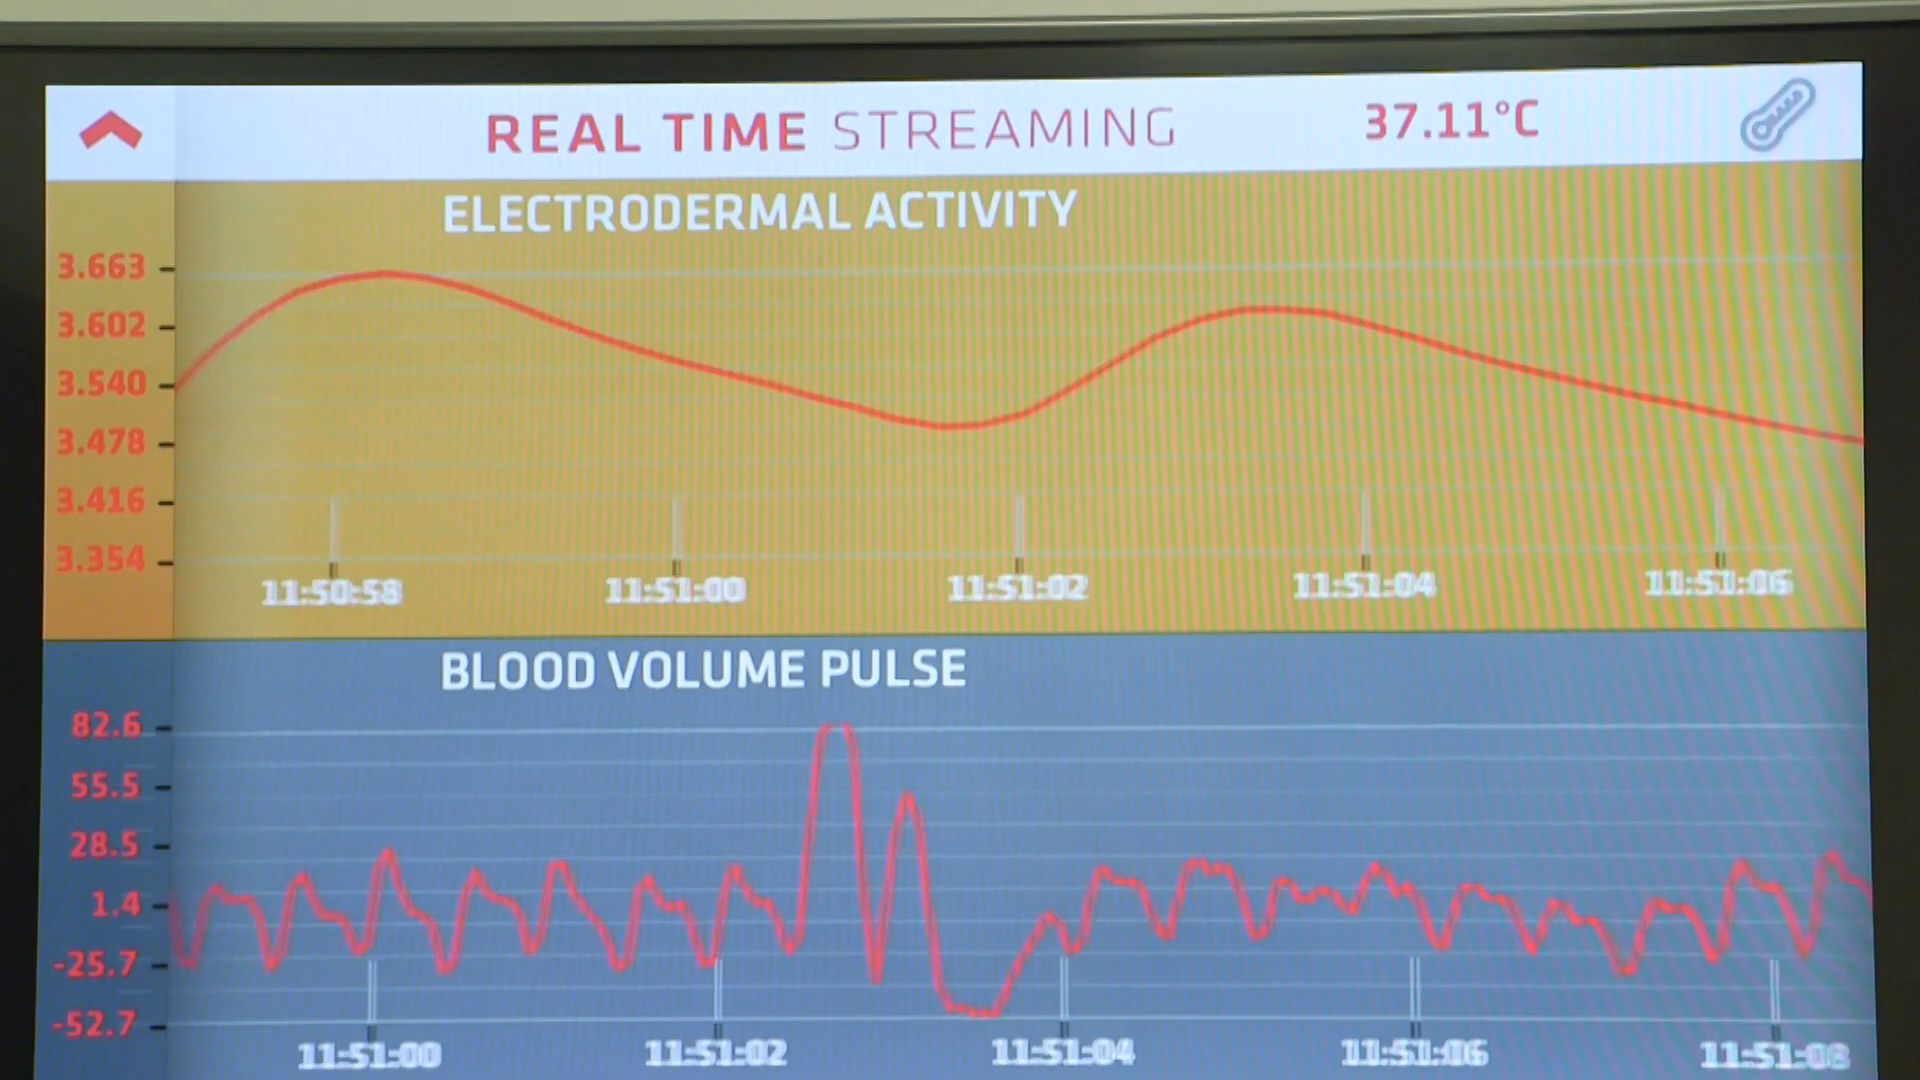 REAL TIME STREAMING 37.11°C
ELECTRODERMAL ACTIVITY
3.663
3.602
3.540
3.478
3.416
3.354
11:50:58 11:51:00 11:51:02 11:51:04 11:51:06
BLOOD VOLUME PULSE
82.6
55.5
28.5
1.4
-25.7
-52.7
11:51:00 11:51:02 11:51:04 11:51:06 11:51:08